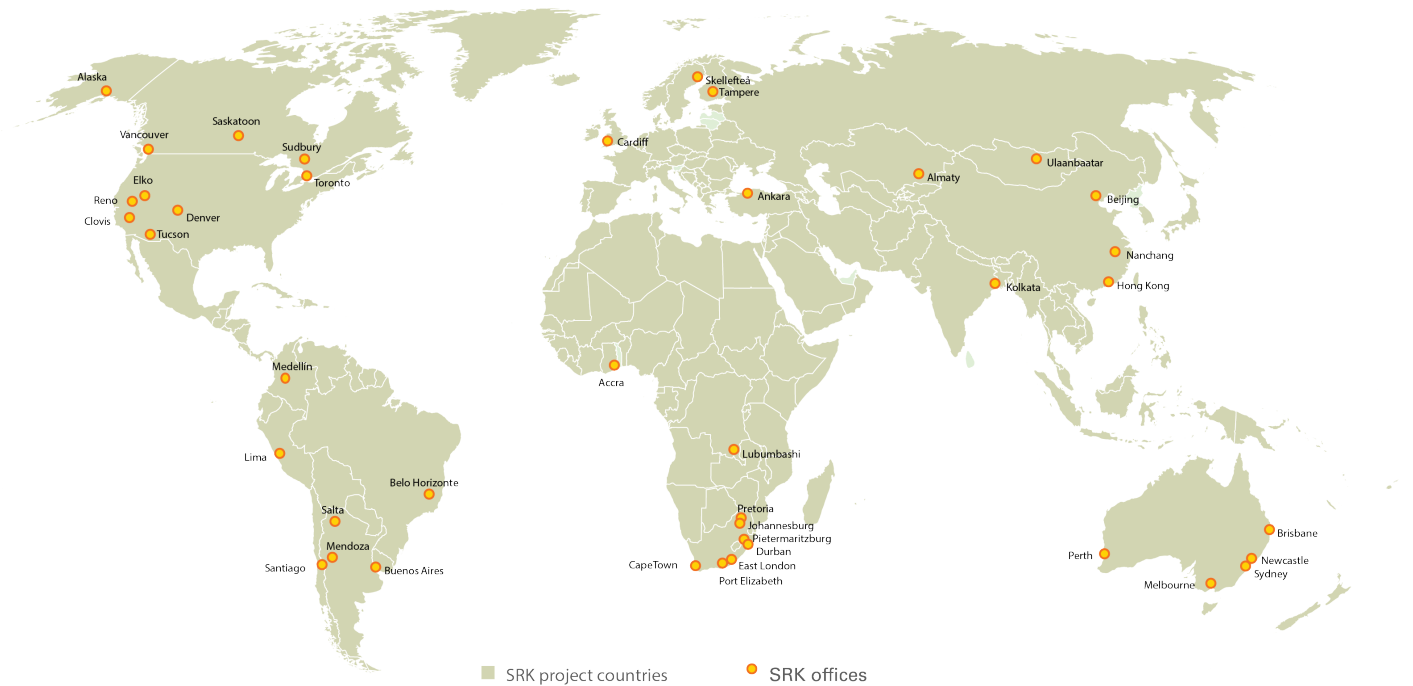 Alaska
Skellefteå
Tampere
Saskatoon
Vancouver
Sudbury
Cardiff
Ulaanbaatar
Almaty
Toronto
Elko
Ankara
Reno
Beijing
Clovis
Denver
Tucson
Nanchang
Kolkata
Hong Kong
Medellín
Accra
Lima
Lubumbashi
Belo Horizonte
Salta
Pretoria
Johannesburg
Brisbane
Pietermaritzburg
Mendoza
Durban
Perth
Newcastle
Santiago
Buenos Aires
CapeTown
East London
Sydney
Port Elizabeth
Melbourne
SRK project countries
SRK offices